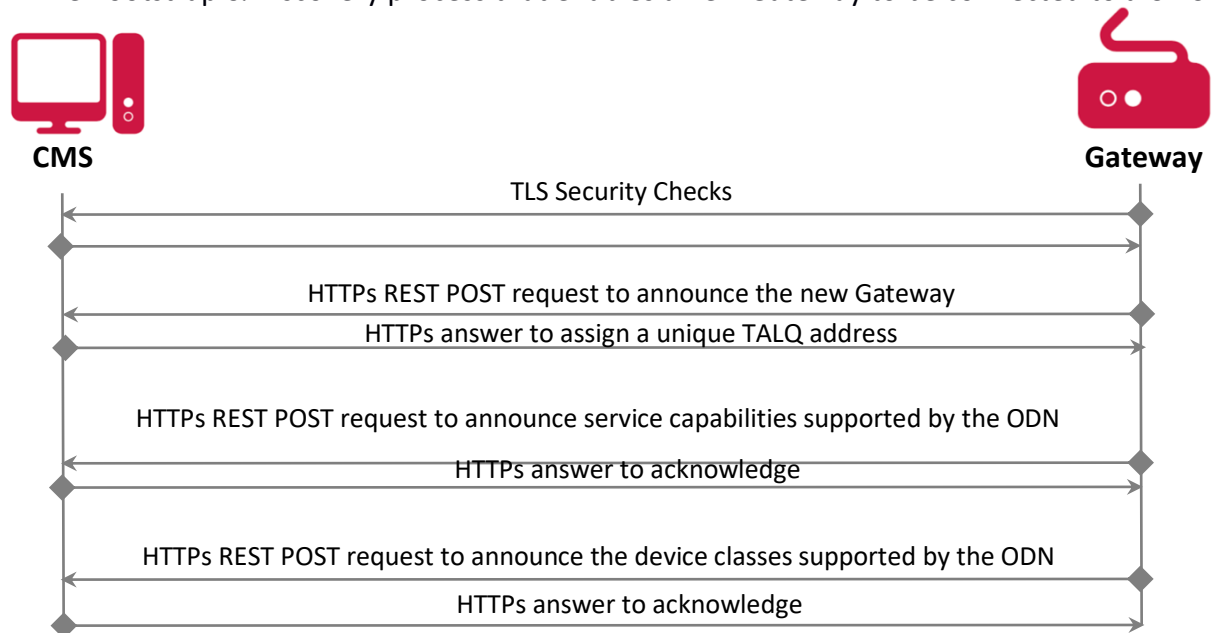 CMS
Gateway
TLS Security Checks
HTTPs REST POST request to announce the new Gateway
HTTPs answer to assign a unique TALQ address
HTTPs REST POST request to announce service capabilities supported by the ODN
HTTPs answer to acknowledge
HTTPs REST POST request to announce the device classes supported by the ODN
HTTPs answer to acknowledge